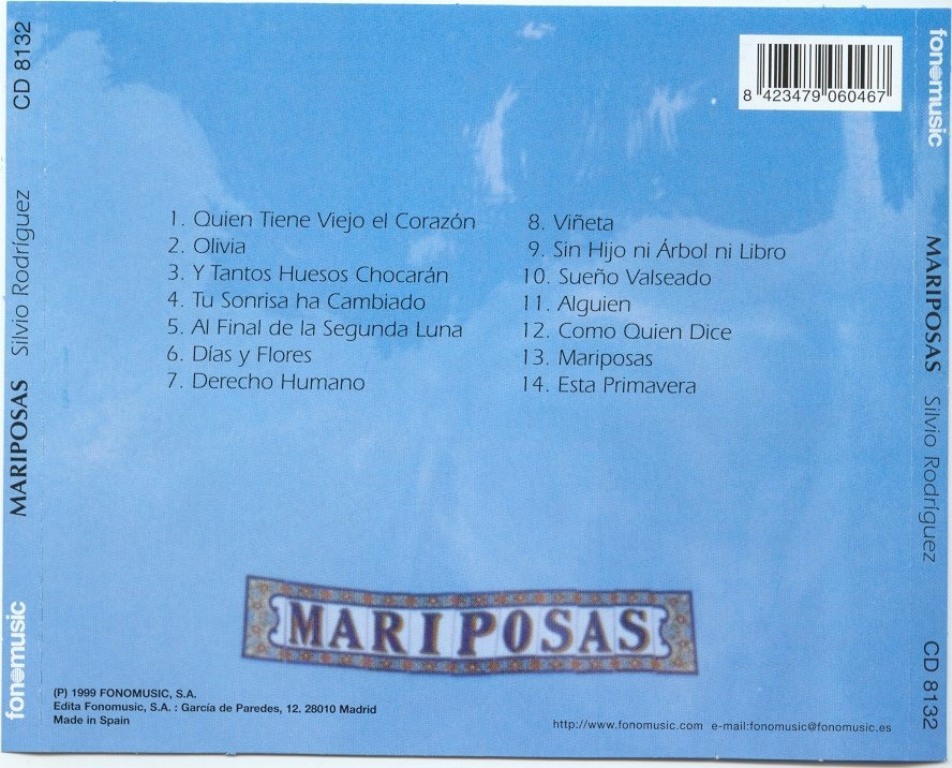 CD 8132
Silvio Rodríguez
MARIPOSAS
fonomusic
8 423479 060467
1. Quien Tiene Viejo el Corazón
2. Olivia
3. Y Tantos Huesos Chocarán
4. Tu Sonrisa ha Cambiado
5. Al Final de la Segunda Luna
6. Días y Flores
7. Derecho Humano
8. Viñeta
9. Sin Hijo ni Árbol ni Libro
10. Sueño Valseado
11. Alguien
12. Como Quien Dice
13. Mariposas
14. Esta Primavera
MARIPOSAS
(P) 1999 FONOMUSIC, S.A.
Edita Fonomusic, S.A. : García de Paredes, 12. 28010 Madrid
Made in Spain
http://www.fonomusic.com e-mail:fonomusic@fonomusic.es
fonomusic
MARIPOSAS
Silvio Rodríguez
CD 8132